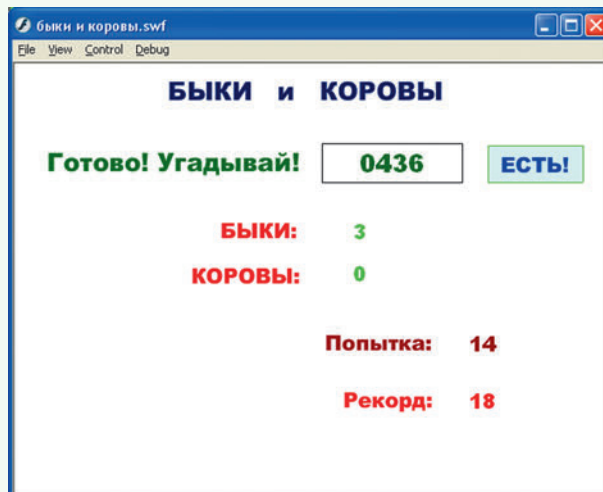 быки и коровы.swf
File View Control Debug
БЫКИ и КОРОВЫ
Готово! Угадывай! 0436 ЕСТЬ!
БЫКИ: 3
КОРОВЫ: 0
Попытка: 14
Рекорд: 18